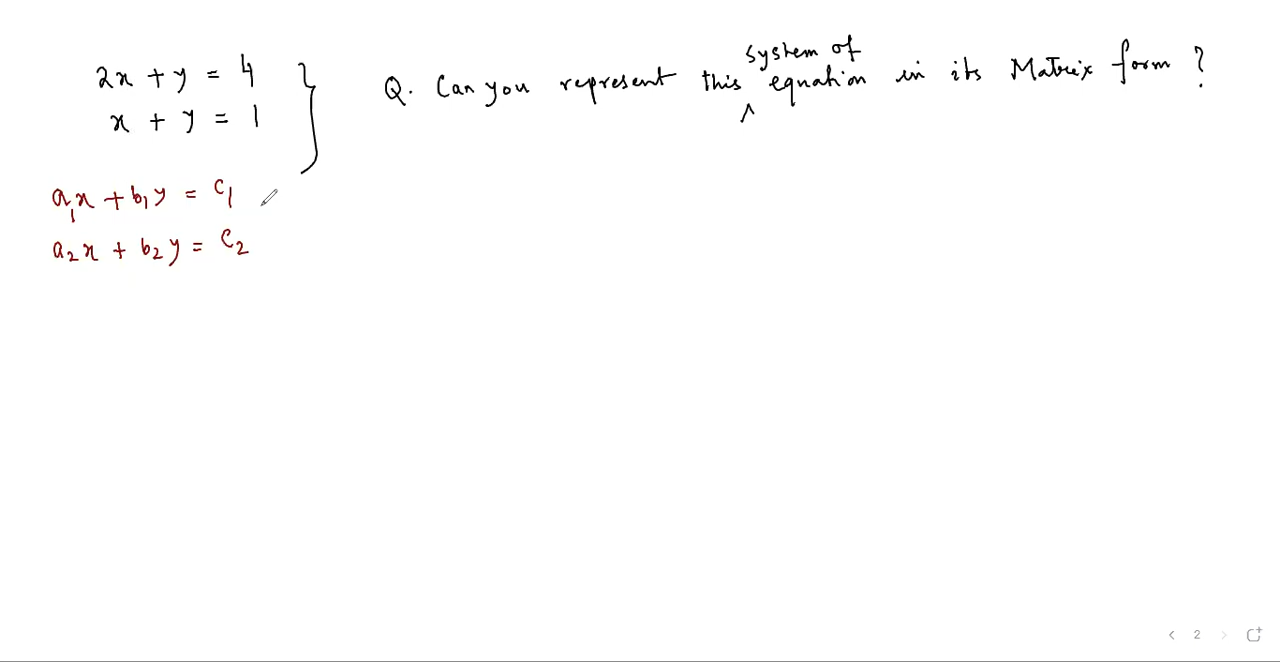 2x + y = 4
x + y = 1
Q. Can you represent this system of equation in its Matrix form ?
a₁x + b₁y = c₁
a₂x + b₂y = c₂
2